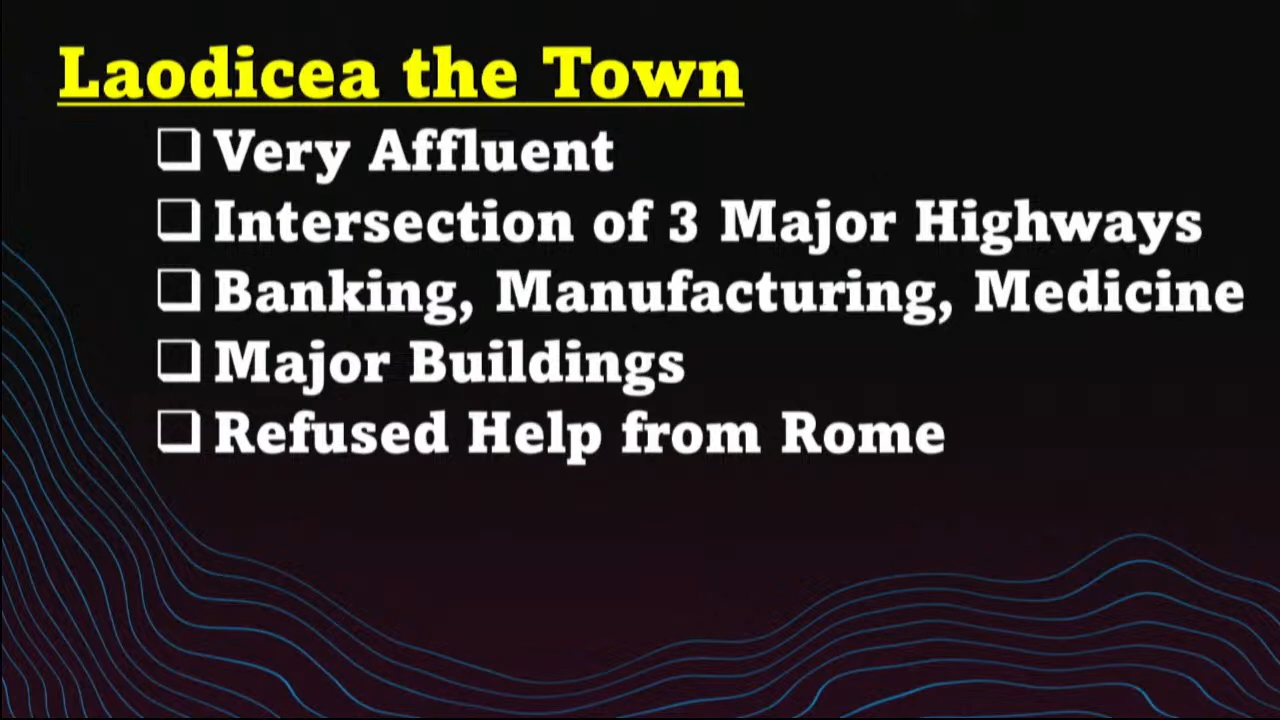 Laodicea the Town
❑ Very Affluent
❑ Intersection of 3 Major Highways
❑ Banking, Manufacturing, Medicine
❑ Major Buildings
❑ Refused Help from Rome